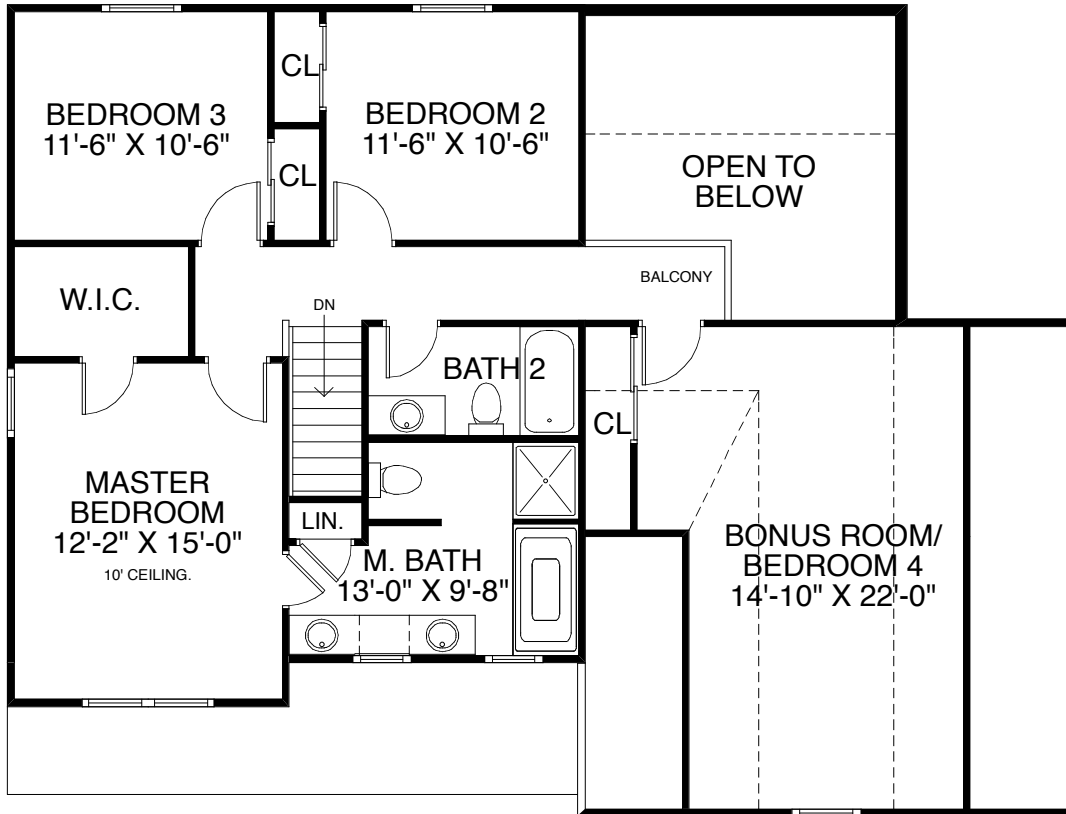 CL
BEDROOM 3
11'-6" X 10'-6"
BEDROOM 2
11'-6" X 10'-6"
CL
OPEN TO
BELOW
W.I.C.
BALCONY
DN
BATH 2
CL
MASTER
BEDROOM
12'-2" X 15'-0"
10' CEILING.
LIN.
M. BATH
13'-0" X 9'-8"
BONUS ROOM/
BEDROOM 4
14'-10" X 22'-0"